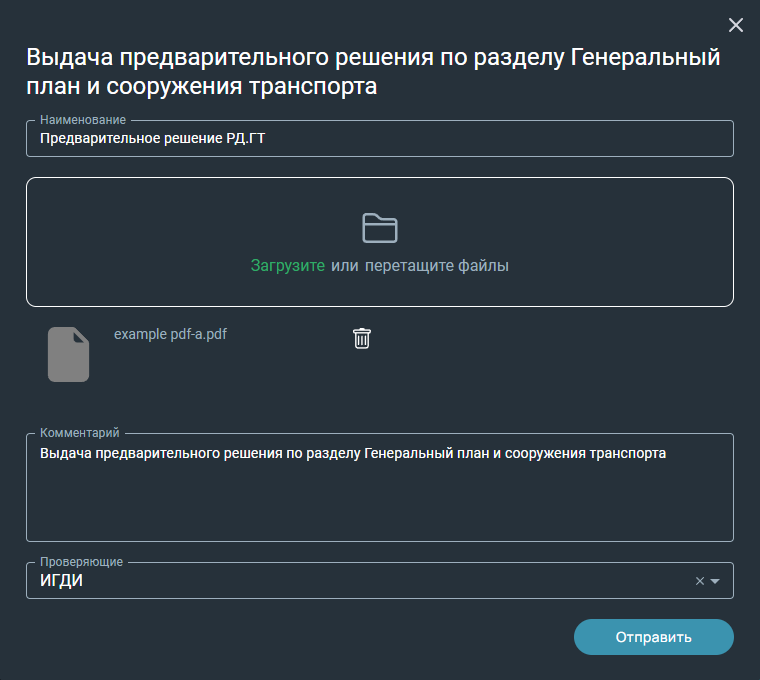 Выдача предварительного решения по разделу Генеральный
план и сооружения транспорта
Наименование
Предварительное решение РД.ГТ
Загрузите или перетащите файлы
example pdf-a.pdf
Комментарий
Выдача предварительного решения по разделу Генеральный план и сооружения транспорта
Проверяющие
ИГДИ
Отправить